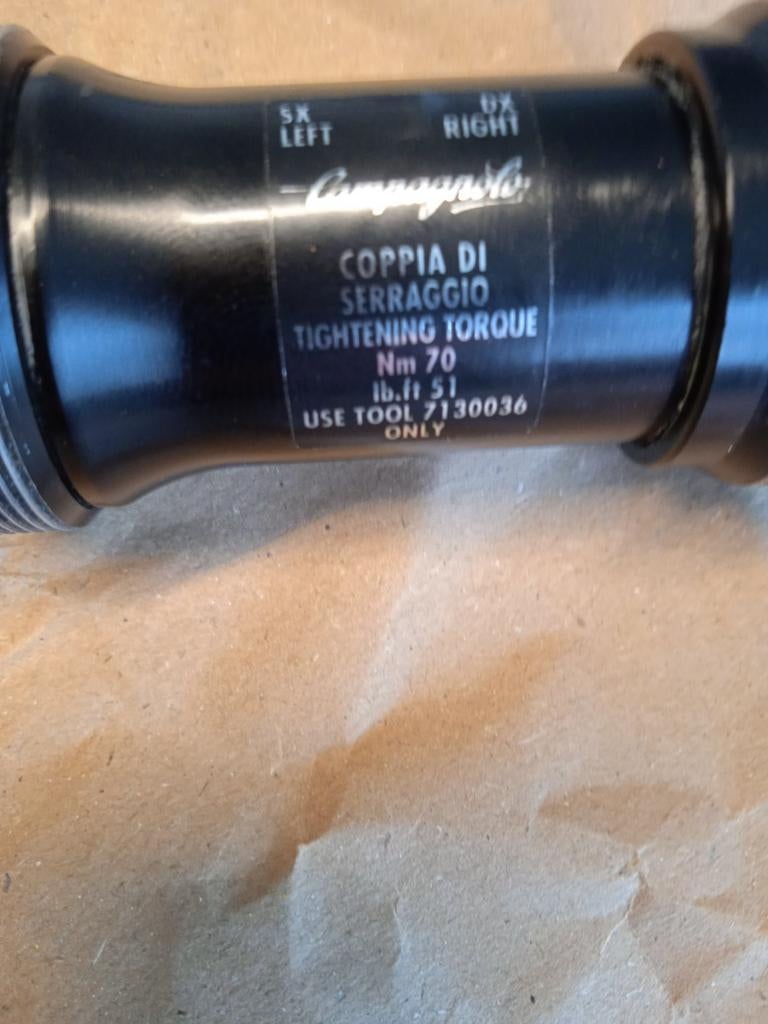 SX DX
LEFT RIGHT
Campagnolo
COPPIA DI
SERRAGGIO
TIGHTENING TORQUE
Nm 70
lb.ft 51
USE TOOL 7130036
ONLY